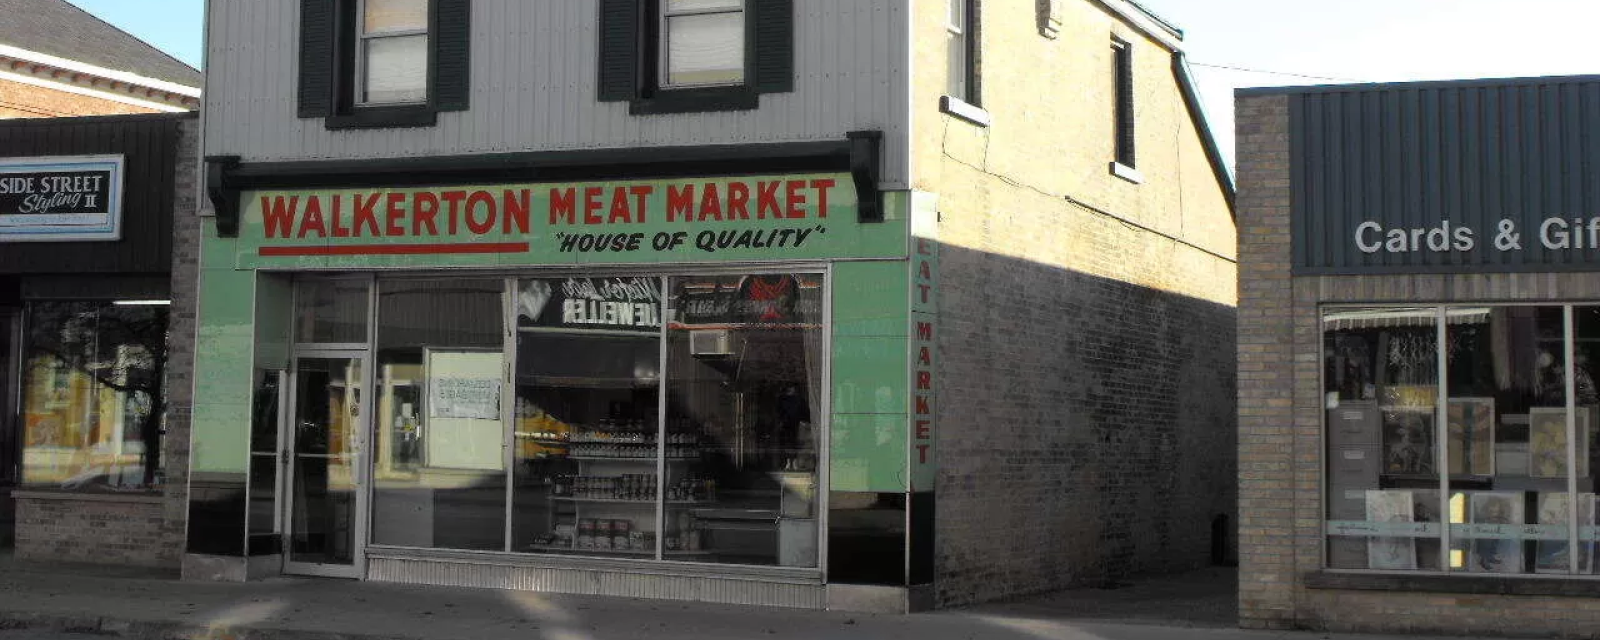 SIDE STREET
Styling II
WALKERTON MEAT MARKET
"HOUSE OF QUALITY"
JEWELLER
EAT MARKET
Cards & Gif